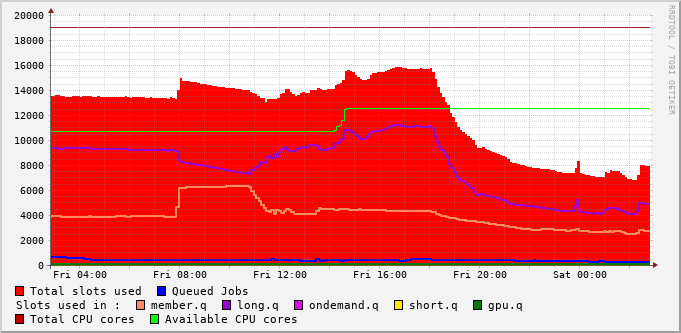 20000
18000
16000
14000
12000
10000
8000
6000
4000
2000
0
Fri 04:00 Fri 08:00 Fri 12:00 Fri 16:00 Fri 20:00 Sat 00:00
RRDTOOL / TOBI OETIKER
Total slots used Queued Jobs
Slots used in : member.q long.q ondemand.q short.q gpu.q
Total CPU cores Available CPU cores